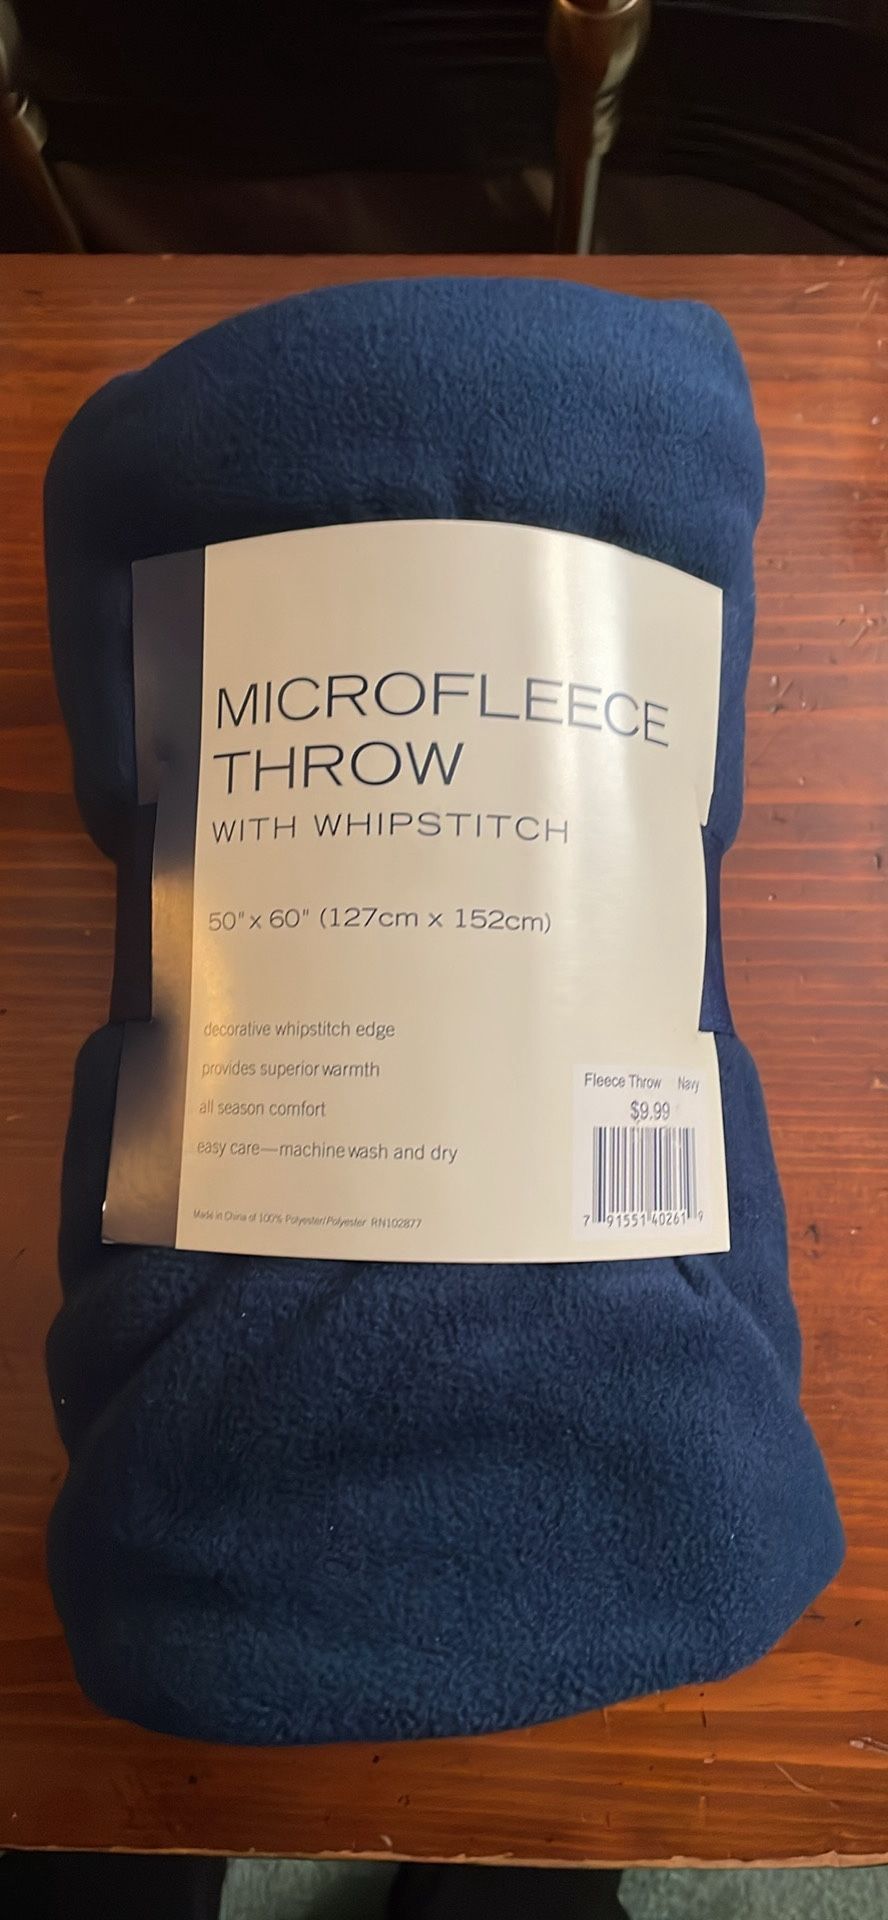 MICROFLEECE
THROW
WITH WHIPSTITCH
50" x 60" (127cm x 152cm)
decorative whipstitch edge
provides superior warmth
all season comfort
easy care—machine wash and dry
Made in China of 100% Polyester/Polyester RN102877
Fleece Throw Navy
$9.99
7 91551 40261 9